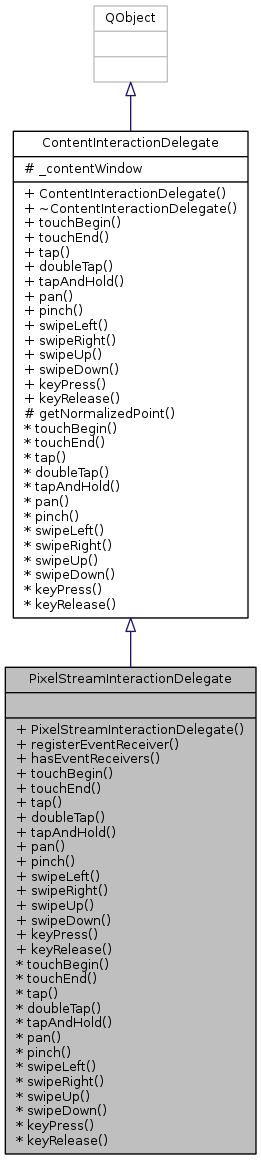 QObject
ContentInteractionDelegate
# _contentWindow
+ ContentInteractionDelegate()
+ ~ContentInteractionDelegate()
+ touchBegin()
+ touchEnd()
+ tap()
+ doubleTap()
+ tapAndHold()
+ pan()
+ pinch()
+ swipeLeft()
+ swipeRight()
+ swipeUp()
+ swipeDown()
+ keyPress()
+ keyRelease()
# getNormalizedPoint()
* touchBegin()
* touchEnd()
* tap()
* doubleTap()
* tapAndHold()
* pan()
* pinch()
* swipeLeft()
* swipeRight()
* swipeUp()
* swipeDown()
* keyPress()
* keyRelease()
PixelStreamInteractionDelegate
+ PixelStreamInteractionDelegate()
+ registerEventReceiver()
+ hasEventReceivers()
+ touchBegin()
+ touchEnd()
+ tap()
+ doubleTap()
+ tapAndHold()
+ pan()
+ pinch()
+ swipeLeft()
+ swipeRight()
+ swipeUp()
+ swipeDown()
+ keyPress()
+ keyRelease()
* touchBegin()
* touchEnd()
* tap()
* doubleTap()
* tapAndHold()
* pan()
* pinch()
* swipeLeft()
* swipeRight()
* swipeUp()
* swipeDown()
* keyPress()
* keyRelease()